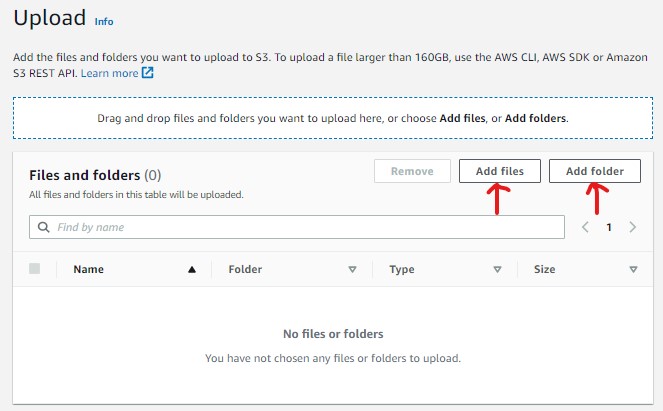 Upload Info
Add the files and folders you want to upload to S3. To upload a file larger than 160GB, use the AWS CLI, AWS SDK or Amazon
S3 REST API. Learn more
Drag and drop files and folders you want to upload here, or choose Add files, or Add folders.
Files and folders (0) Remove Add files Add folder
All files and folders in this table will be uploaded.
Find by name 1
Name Folder Type Size
No files or folders
You have not chosen any files or folders to upload.